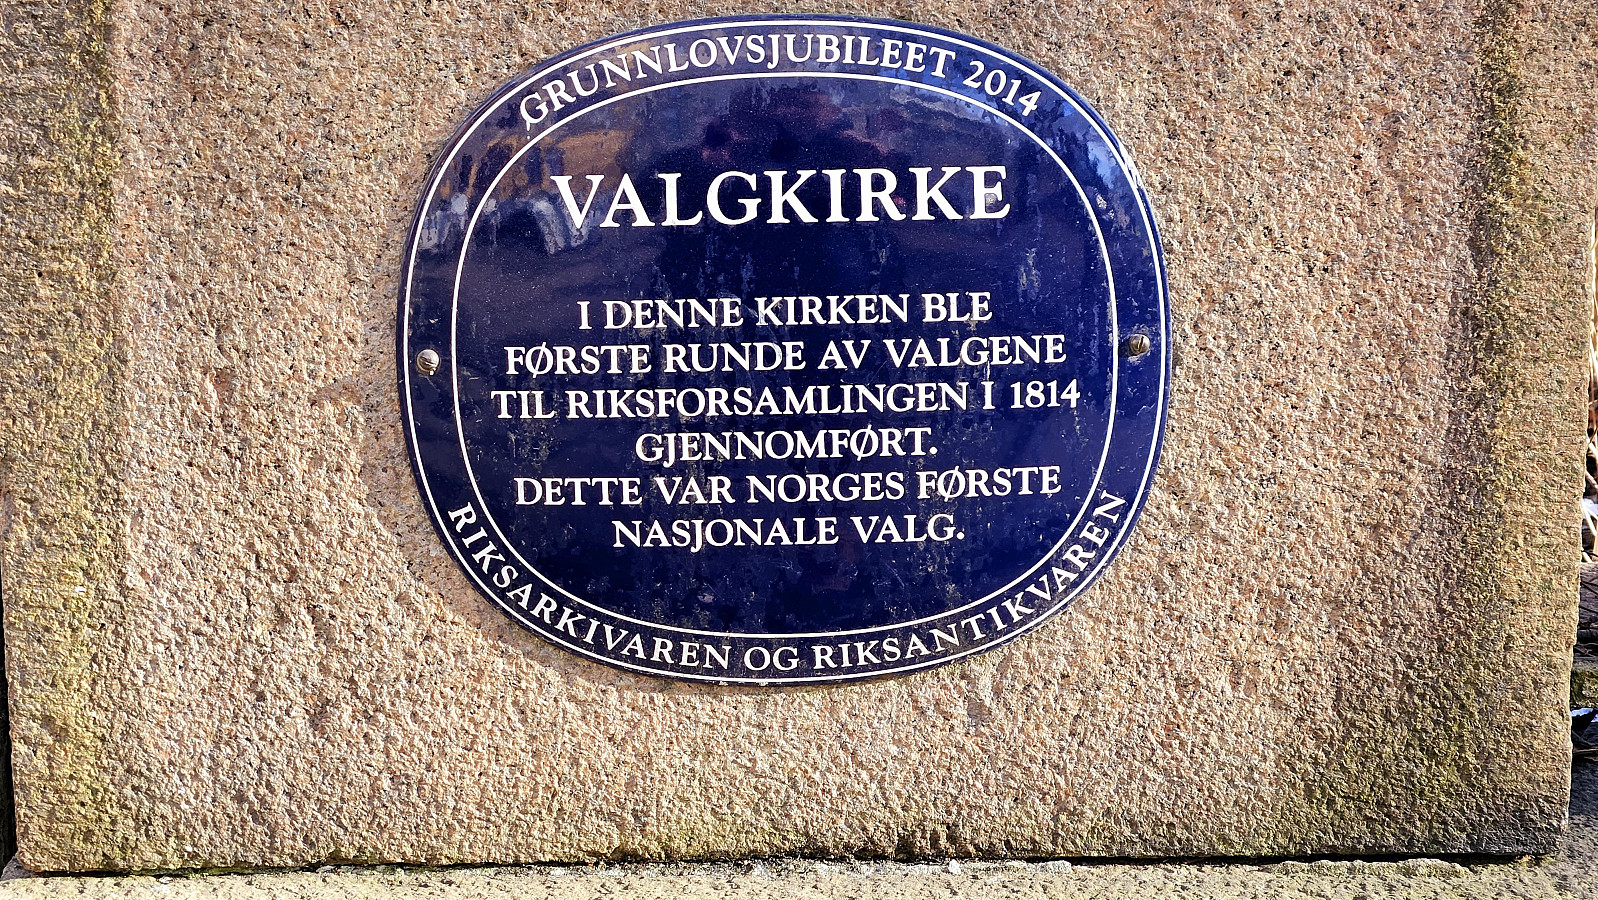 GRUNNLOVSJUBILEET 2014
VALGKIRKE
I DENNE KIRKEN BLE
FØRSTE RUNDE AV VALGENE
TIL RIKSFORSAMLINGEN I 1814
GJENNOMFØRT.
DETTE VAR NORGES FØRSTE
NASJONALE VALG.
RIKSARKIVAREN OG RIKSANTIKVAREN